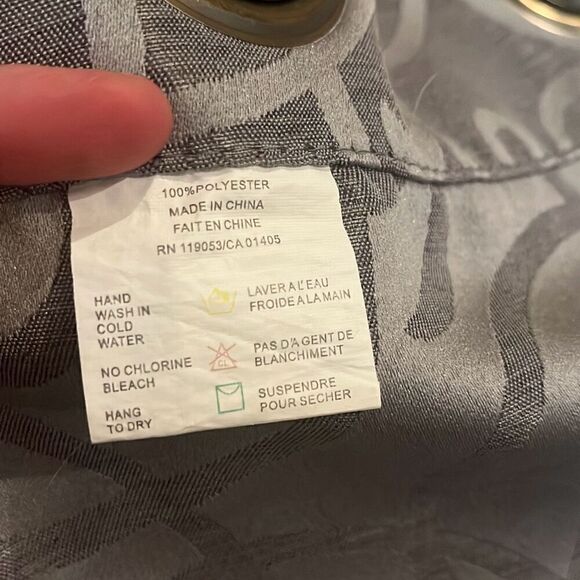 100%POLYESTER
MADE IN CHINA
FAIT EN CHINE
RN 119053/CA 01405
HAND
WASH IN
COLD
WATER
LAVER A L'EAU
FROIDE A LA MAIN
NO CHLORINE
BLEACH
CL
PAS D'AGENT DE
BLANCHIMENT
HANG
TO DRY
SUSPENDRE
POUR SECHER